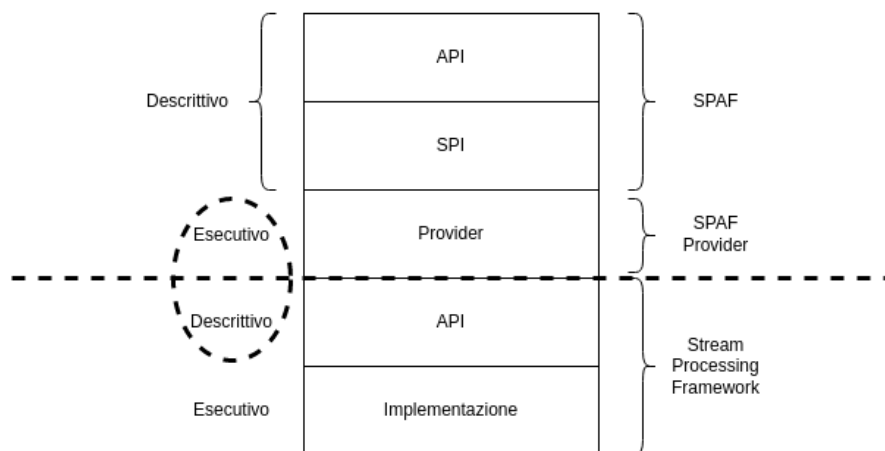 API
Descrittivo
SPAF
SPI
Esecutivo
Provider
SPAF
Provider
Descrittivo
API
Stream
Processing
Framework
Esecutivo
Implementazione